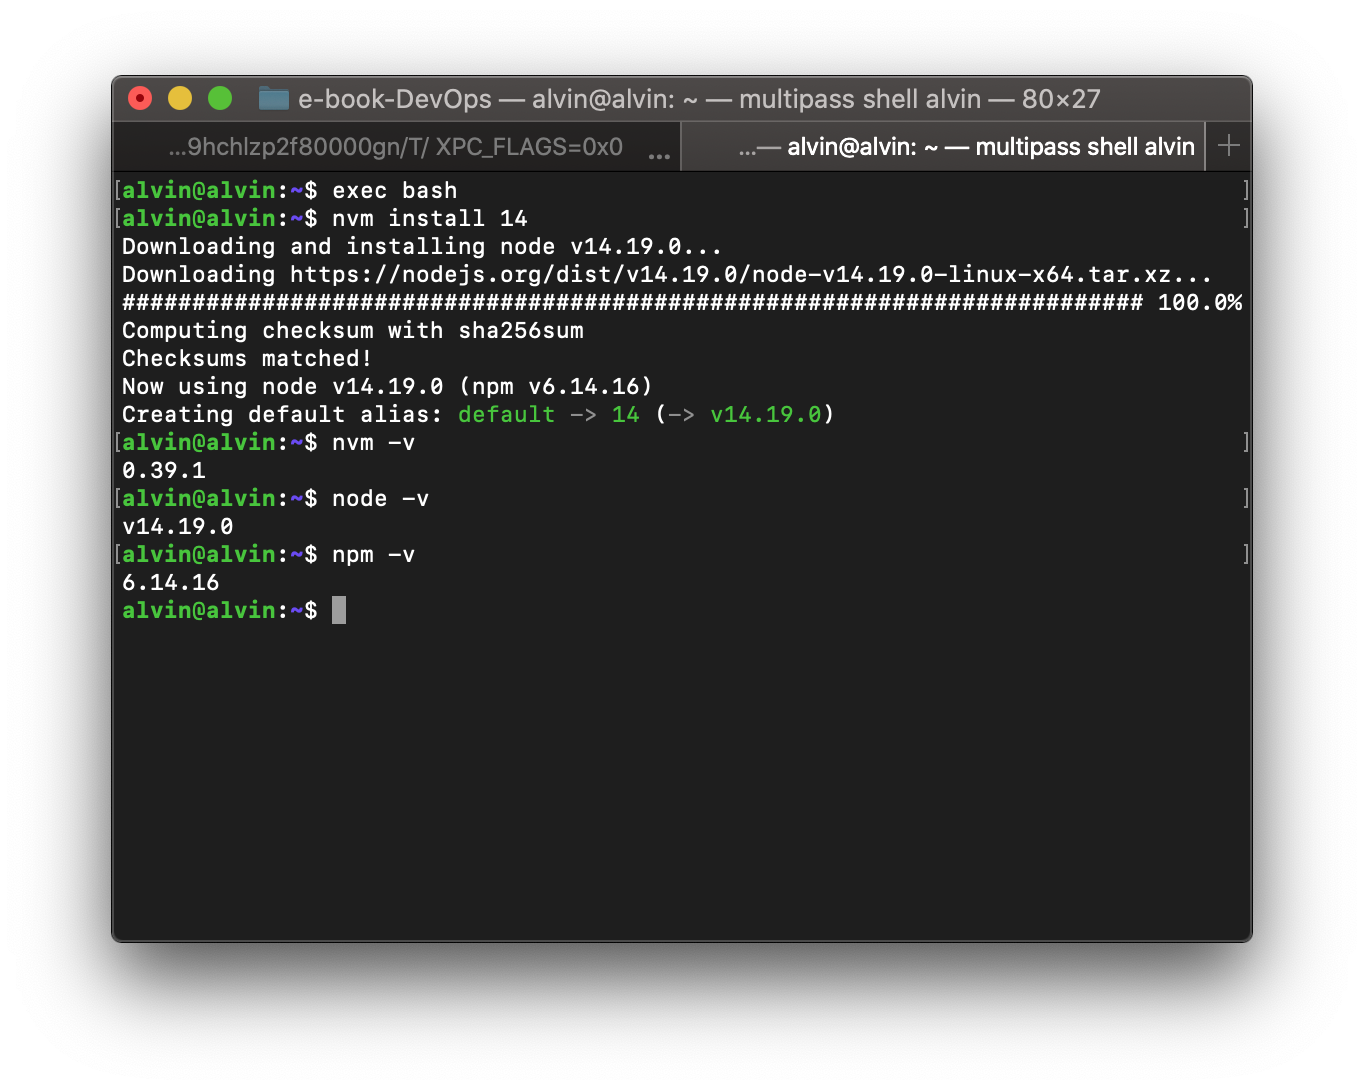 e-book-DevOps — alvin@alvin: ~ — multipass shell alvin — 80×27
...9hchlzp2f80000gn/T/ XPC_FLAGS=0x0 ...
...— alvin@alvin: ~ — multipass shell alvin +
[alvin@alvin:~$ exec bash ]
[alvin@alvin:~$ nvm install 14 ]
Downloading and installing node v14.19.0...
Downloading https://nodejs.org/dist/v14.19.0/node-v14.19.0-linux-x64.tar.xz...
######################################################################### 100.0%
Computing checksum with sha256sum
Checksums matched!
Now using node v14.19.0 (npm v6.14.16)
Creating default alias: default -> 14 (-> v14.19.0)
[alvin@alvin:~$ nvm -v ]
0.39.1
[alvin@alvin:~$ node -v ]
v14.19.0
[alvin@alvin:~$ npm -v ]
6.14.16
alvin@alvin:~$